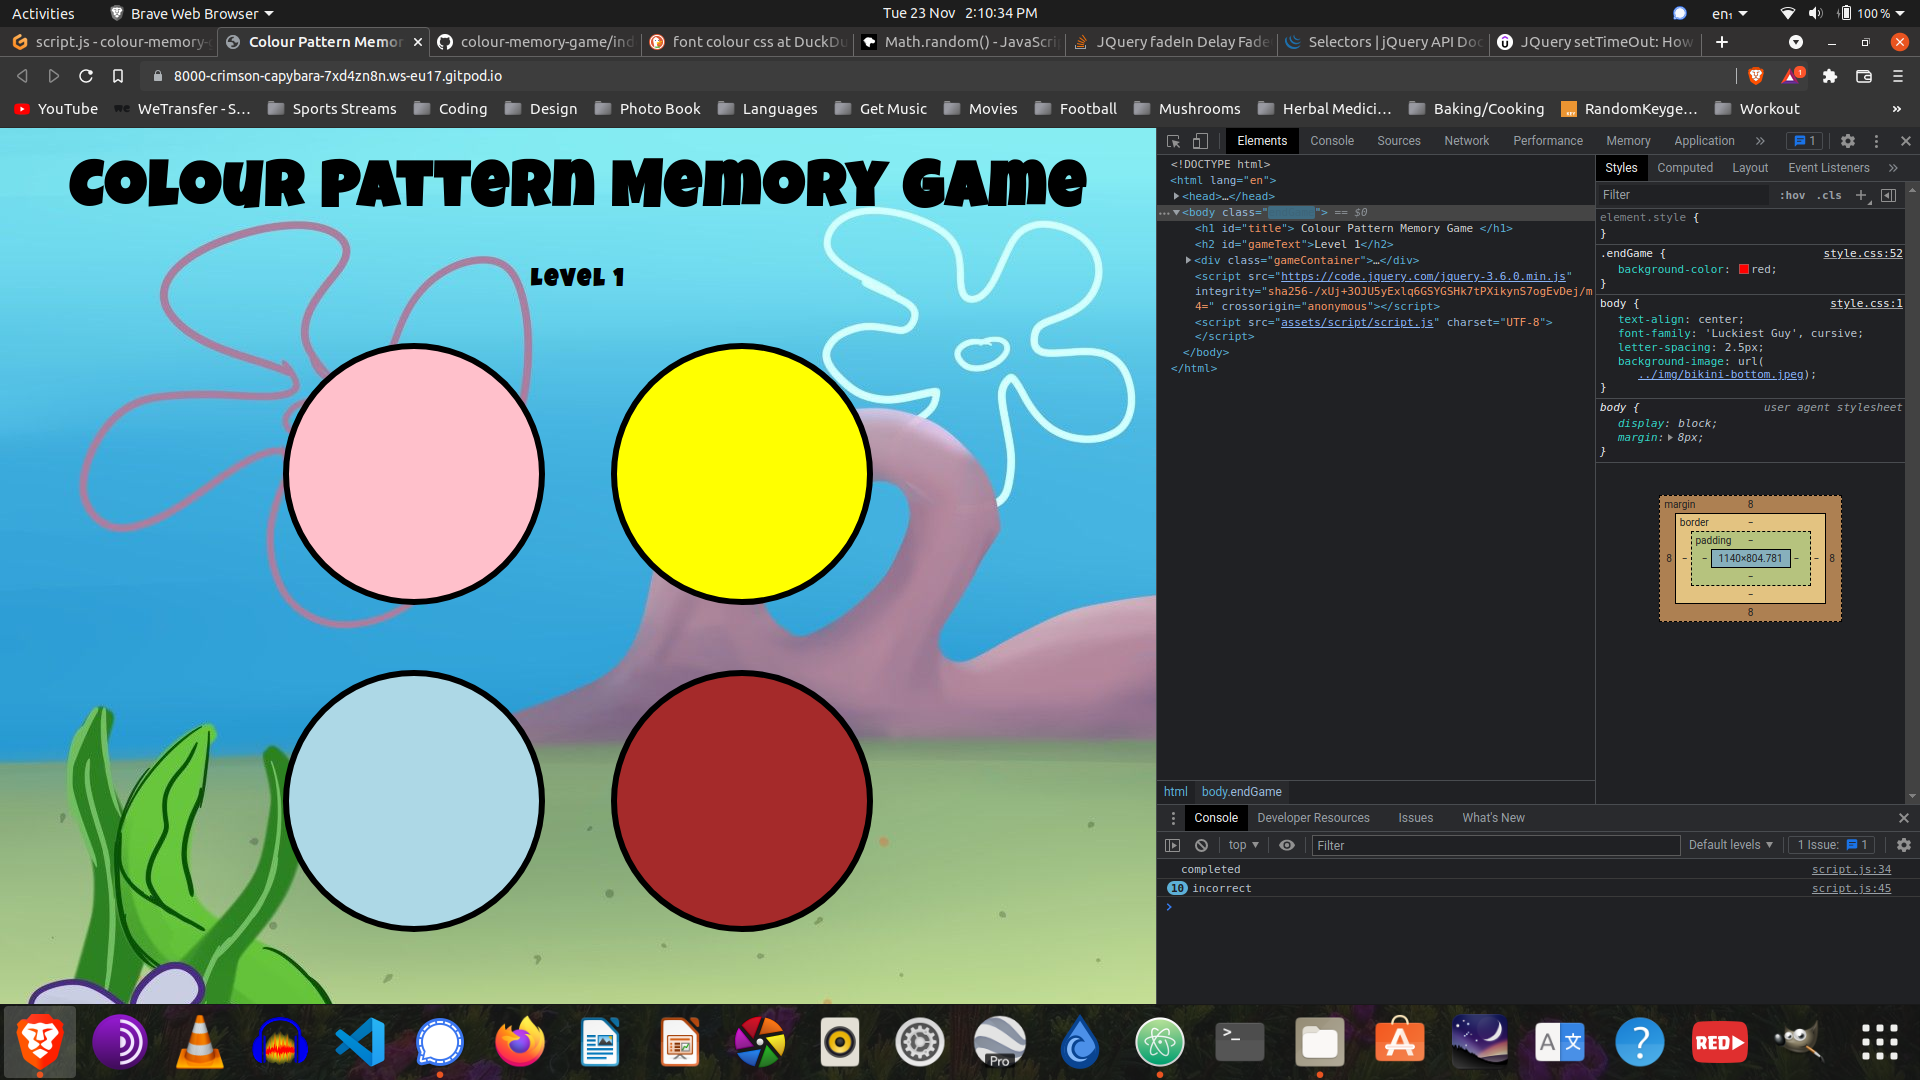 Activities
Brave Web Browser
Tue 23 Nov 2:10:34 PM
en₁
100 %
script.js - colour-memory-g
Colour Pattern Memor
colour-memory-game/ind
font colour css at DuckDu
Math.random() - JavaScri
JQuery fadeIn Delay Fade
Selectors | jQuery API Doc
JQuery setTimeOut: How
8000-crimson-capybara-7xd4zn8n.ws-eu17.gitpod.io
1
YouTube
WeTransfer - S…
Sports Streams
Coding
Design
Photo Book
Languages
Get Music
Movies
Football
Mushrooms
Herbal Medici…
Baking/Cooking
RandomKeyge…
Workout
»
Colour Pattern Memory Game
Level 1
Elements
Console
Sources
Network
Performance
Memory
Application
»
1
<!DOCTYPE html>
<html lang="en">
<head>…</head>
<body class=" "> == $0
<h1 id="title"> Colour Pattern Memory Game </h1>
<h2 id="gameText">Level 1</h2>
<div class="gameContainer">…</div>
<script src="https://code.jquery.com/jquery-3.6.0.min.js"
integrity="sha256-/xUj+3OJU5yExlq6GSYGSHk7tPXikynS7ogEvDej/m
4=" crossorigin="anonymous"></script>
<script src="assets/script/script.js" charset="UTF-8">
</script>
</body>
</html>
html
body.endGame
Styles
Computed
Layout
Event Listeners
»
Filter
:hov
.cls
element.style {
}
.endGame {
style.css:52
background-color: red;
}
body {
style.css:1
text-align: center;
font-family: 'Luckiest Guy', cursive;
letter-spacing: 2.5px;
background-image: url(
../img/bikini-bottom.jpeg);
}
body {
user agent stylesheet
display: block;
margin: 8px;
}
margin
8
border
–
padding
–
8
–
–
1140×804.781
–
–
8
–
–
8
Console
Developer Resources
Issues
What's New
top
Filter
Default levels
1 Issue: 1
completed
script.js:34
10 incorrect
script.js:45
Pro
>_
A 文
?
RED